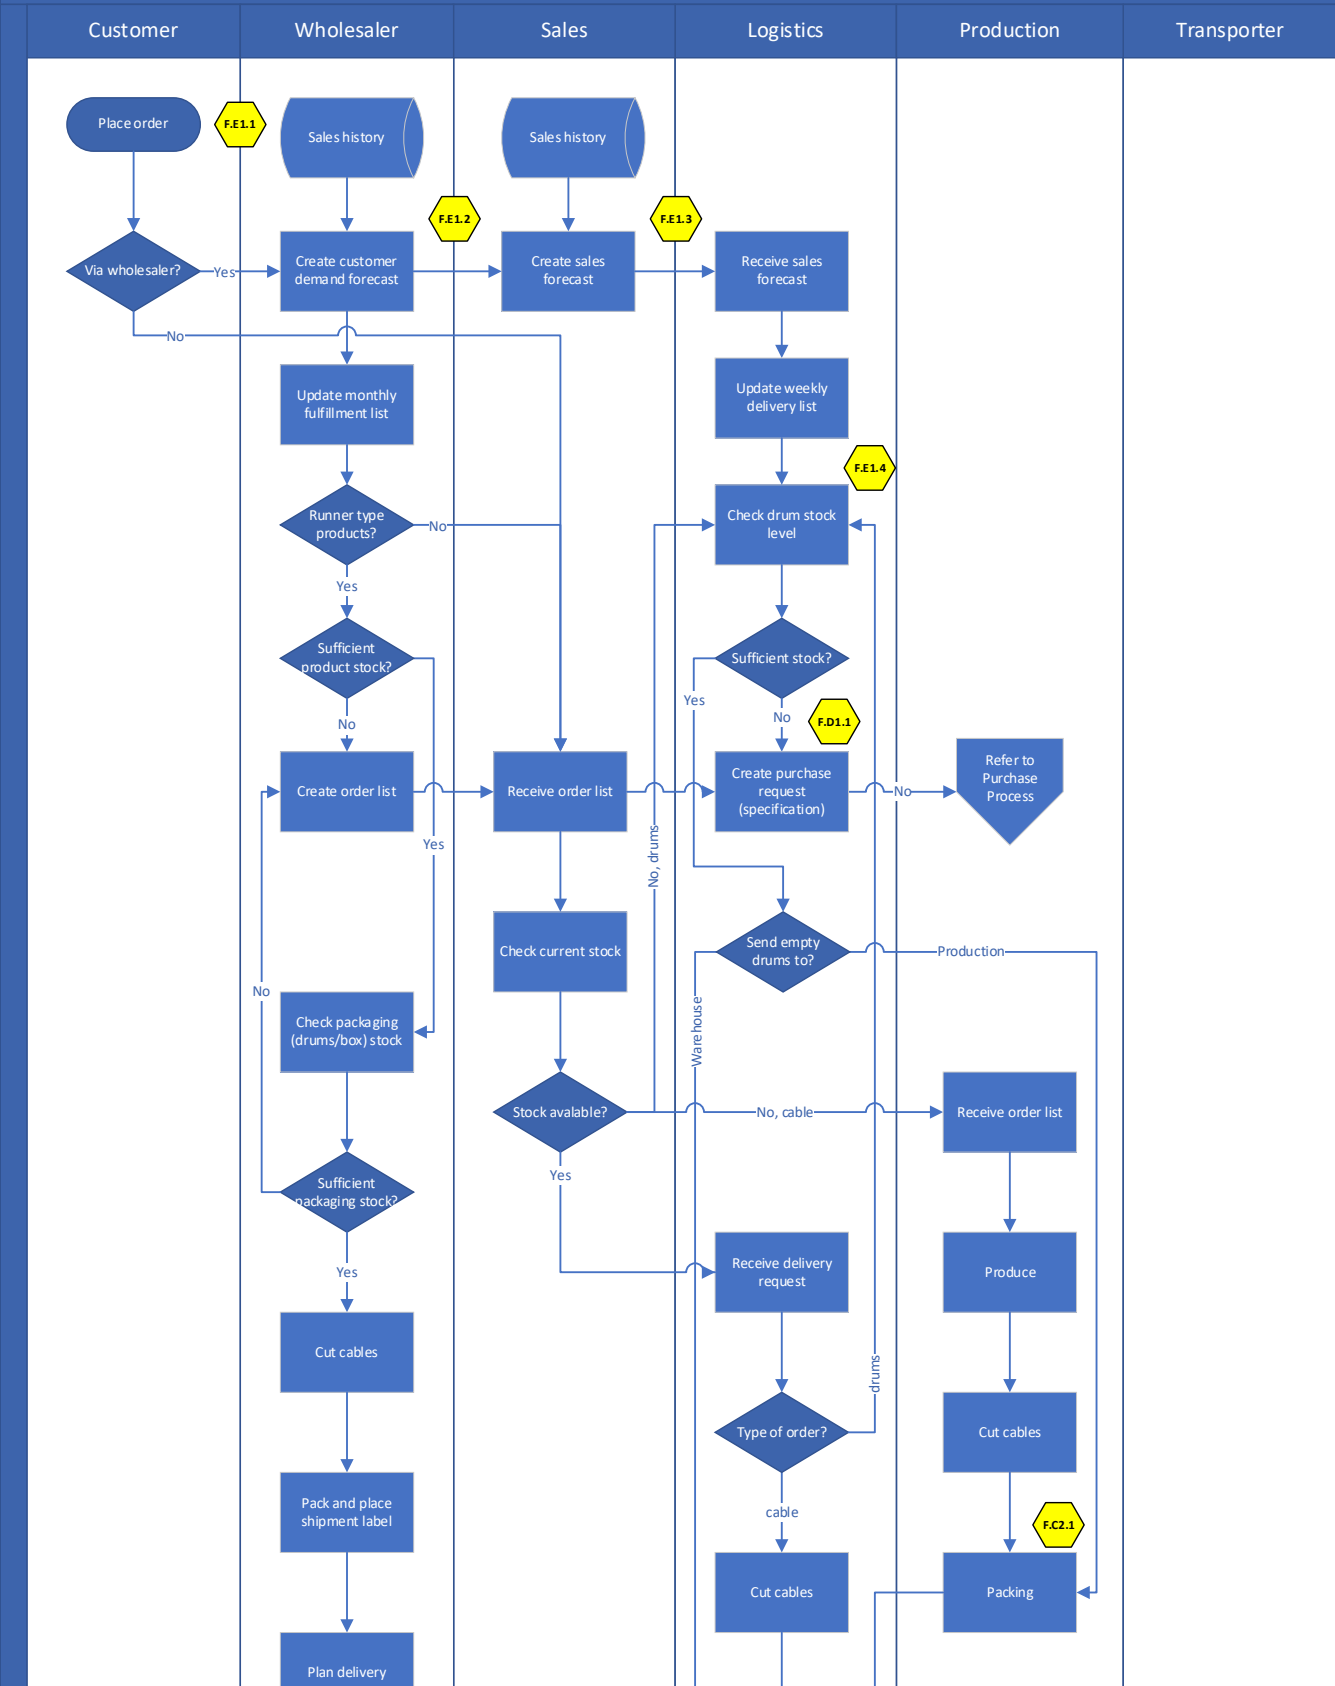 Customer
Wholesaler
Sales
Logistics
Production
Transporter
Place order
F.E1.1
Sales history
Sales history
F.E1.2
F.E1.3
Via wholesaler?
Yes
Create customer
demand forecast
Create sales
forecast
Receive sales
forecast
No
Update monthly
fulfillment list
Update weekly
delivery list
F.E1.4
Runner type
products?
No
Check drum stock
level
Yes
Sufficient
product stock?
Sufficient stock?
Yes
No
No
F.D1.1
Create order list
Receive order list
Create purchase
request
(specification)
No
Refer to
Purchase
Process
Yes
No, drums
Check current stock
Send empty
drums to?
Production
No
Check packaging
(drums/box) stock
Warehouse
Stock avalable?
No, cable
Receive order list
Yes
Sufficient
packaging stock?
Yes
Receive delivery
request
Produce
Cut cables
drums
Type of order?
Cut cables
Pack and place
shipment label
cable
F.C2.1
Cut cables
Packing
Plan delivery